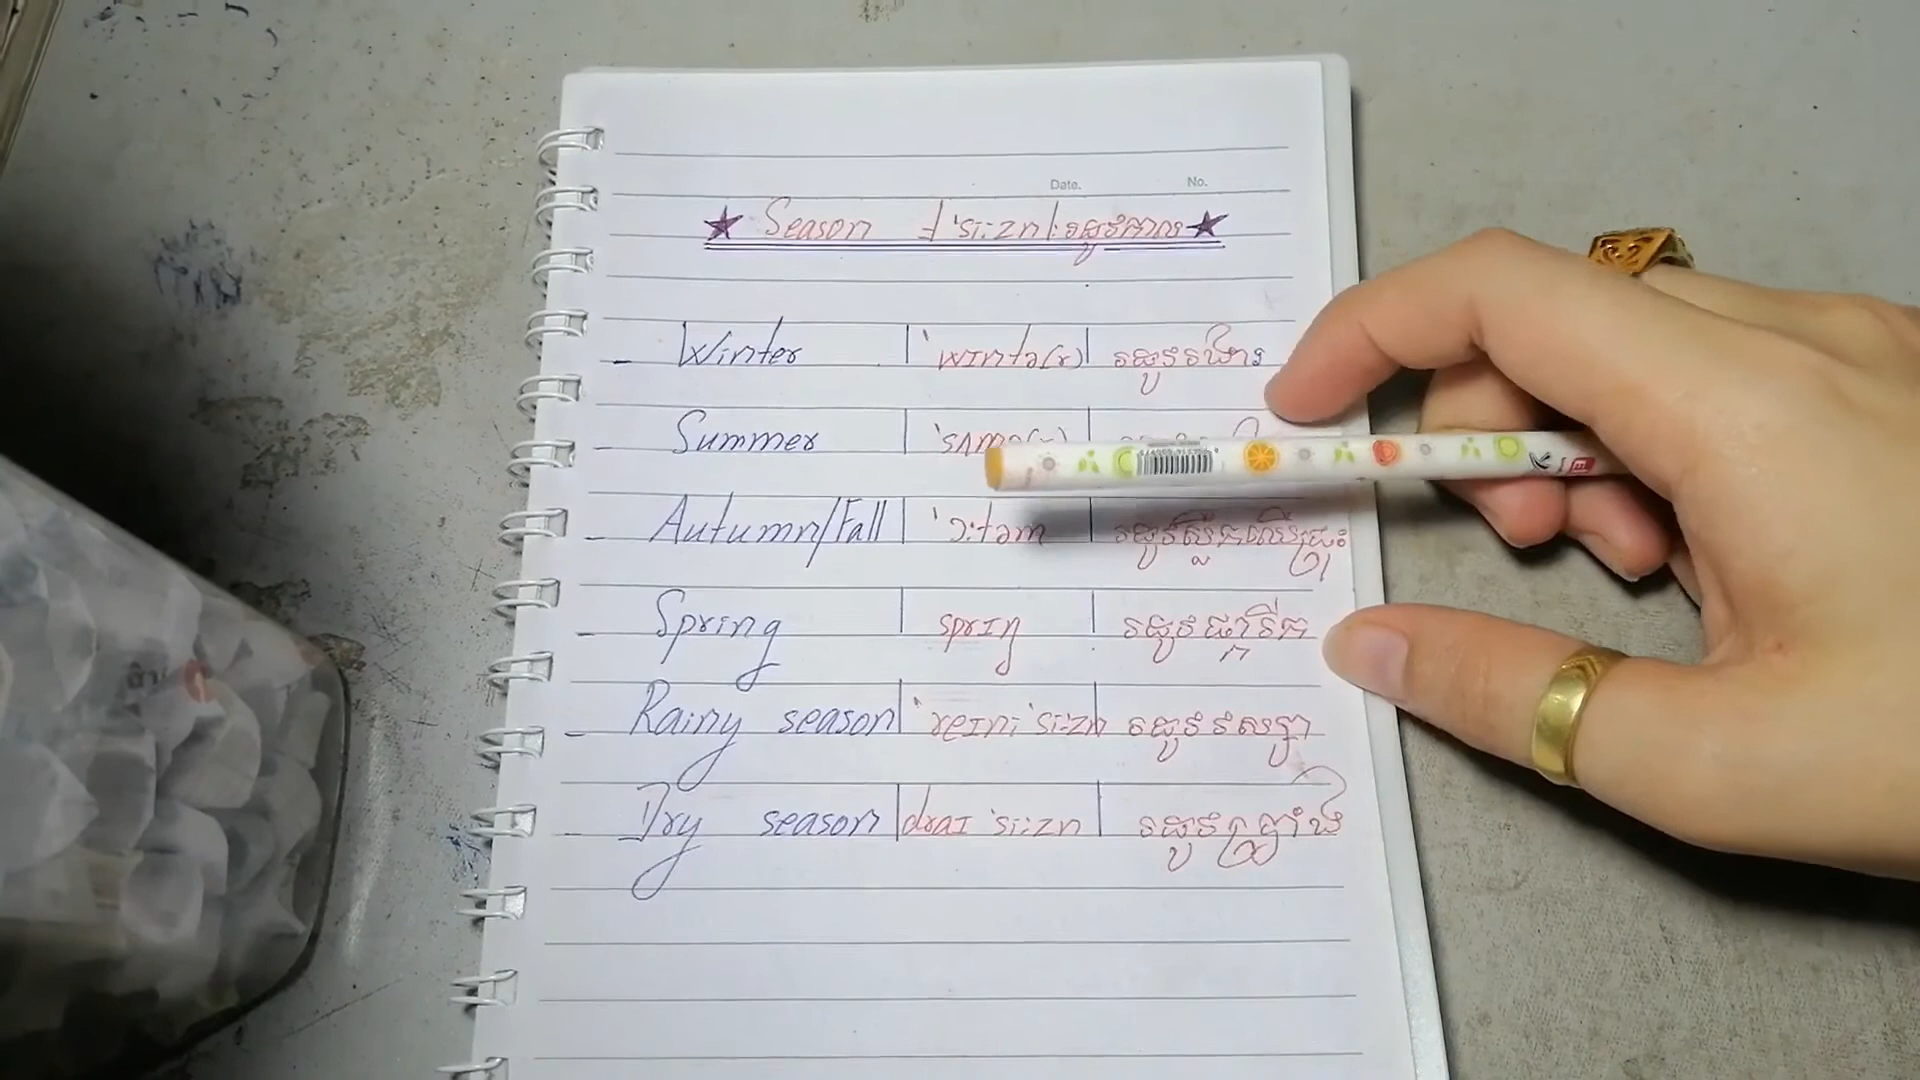 Date. No.
★ Season /ˈsiːzn/: រដូវកាល ★
- Winter | ˈwɪntə(r) | រដូវរងារ
- Summer
- Autumn/Fall | ˈɔːtəm | រដូវស្លឹកឈើជ្រុះ
- Spring | sprɪŋ | រដូវផ្ការីក
- Rainy season | ˈreɪniː ˈsiːzn | រដូវវស្សា
- Dry season | draɪ ˈsiːzn | រដូវប្រាំង